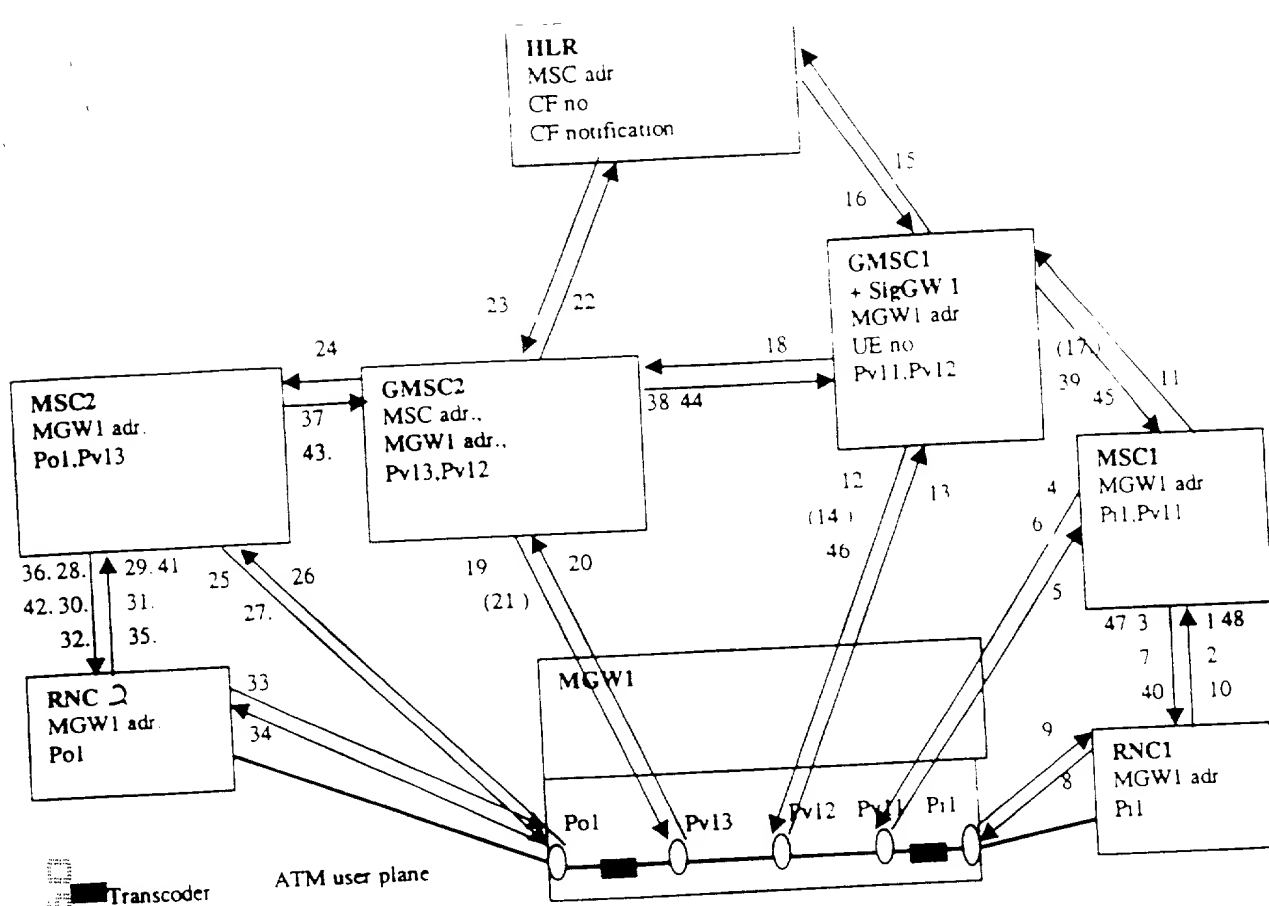 HLR
MSC adr
CF no
CF notification
15
16
GMSC1
+ SigGW 1
MGW1 adr
UE no
Pv11,Pv12
23
22
24
18
(17.)
39
45
11
MSC2
MGW1 adr.
Po1,Pv13
37
43.
GMSC2
MSC adr.,
MGW1 adr.,
Pv13,Pv12
38 44
MSC1
MGW1 adr
Pi1,Pv11
12
(14.)
46
13
4
6
5
36. 28.
42. 30.
32.
29. 41
31.
35.
25
26
27.
19
(21.)
20
47 3
7
40
1 48
2
10
RNC 2
MGW1 adr.
Po1
33
34
MGW1
9
8
RNC1
MGW1 adr
Pi1
Po1
Pv13
Pv12
Pv11
Pi1
Transcoder
ATM user plane